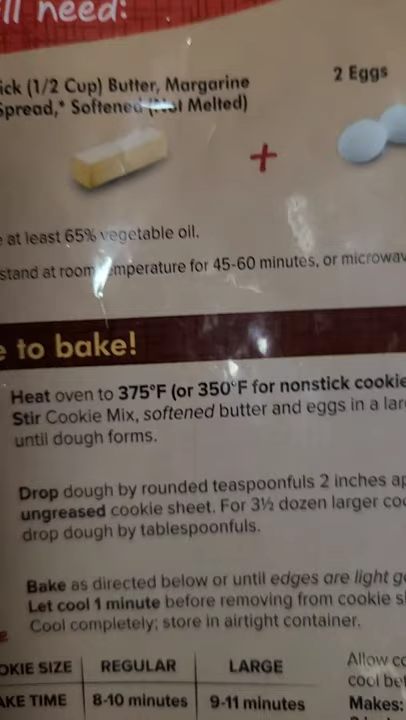 ll need:
ick (1/2 Cup) Butter, Margarine
Spread,* Softened (Not Melted)
2 Eggs
+
e at least 65% vegetable oil.
stand at room temperature for 45-60 minutes, or microwav
e to bake!
Heat oven to 375°F (or 350°F for nonstick cookie
Stir Cookie Mix, softened butter and eggs in a lar
until dough forms.
Drop dough by rounded teaspoonfuls 2 inches ap
ungreased cookie sheet. For 3½ dozen larger coo
drop dough by tablespoonfuls.
Bake as directed below or until edges are light go
Let cool 1 minute before removing from cookie s
Cool completely; store in airtight container.
OKIE SIZE REGULAR LARGE
AKE TIME 8-10 minutes 9-11 minutes
Allow co
cool bef
Makes: